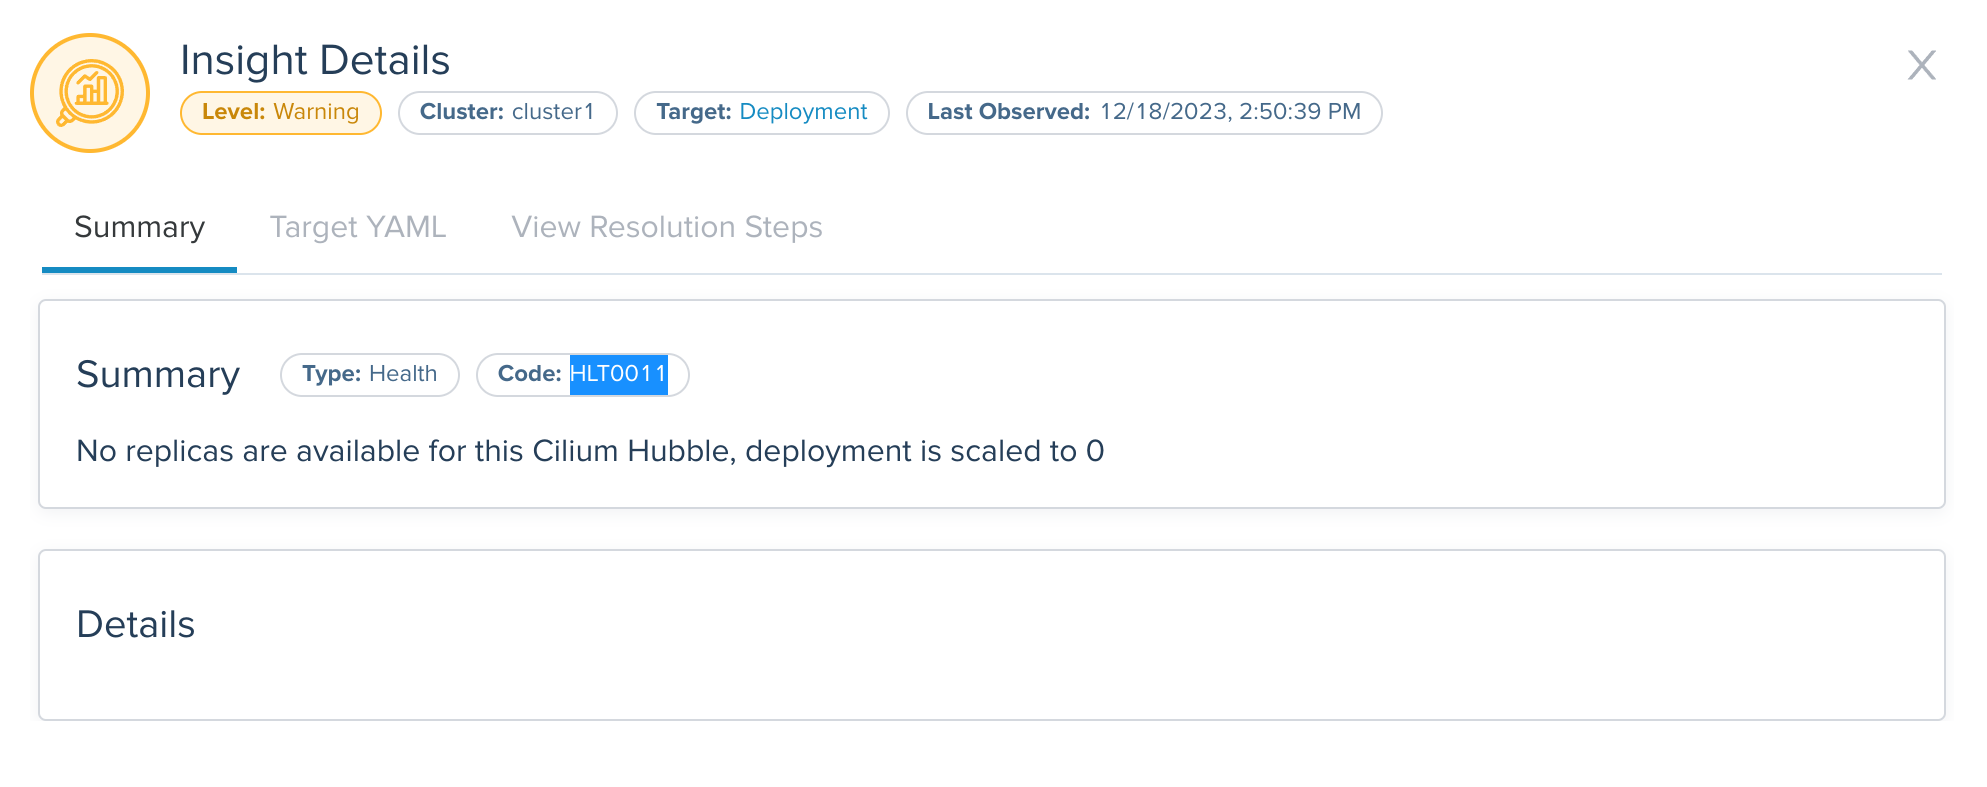 Insight Details
X
Level: Warning Cluster: cluster1 Target: Deployment Last Observed: 12/18/2023, 2:50:39 PM
Summary Target YAML View Resolution Steps
Summary Type: Health Code: HLT0011
No replicas are available for this Cilium Hubble, deployment is scaled to 0
Details